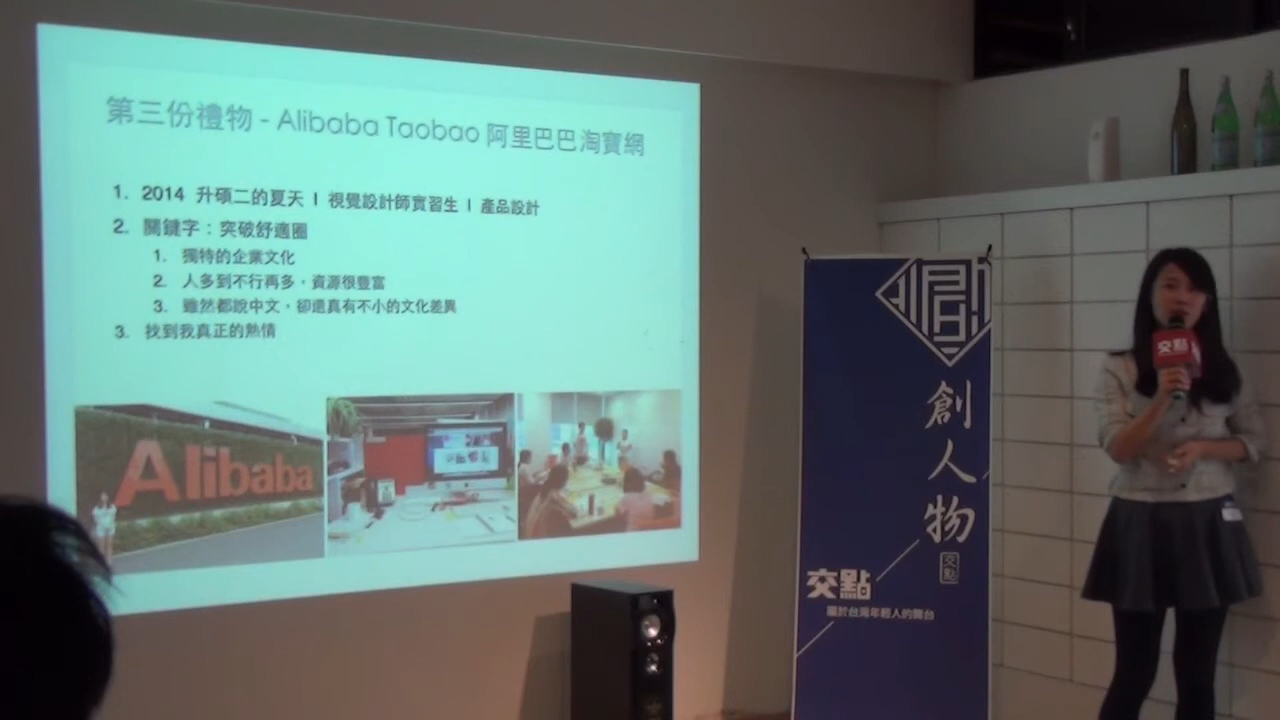 第三份禮物 - Alibaba Taobao 阿里巴巴淘寶網
1. 2014 升碩二的夏天 I 視覺設計師實習生 I 產品設計
2. 關鍵字：突破舒適圈
1. 獨特的企業文化
2. 人多到不行再多，資源很豐富
3. 雖然都說中文，卻還真有不小的文化差異
3. 找到我真正的熱情
Alibaba
創人物
交點
交點
屬於台灣年輕人的舞台
交點